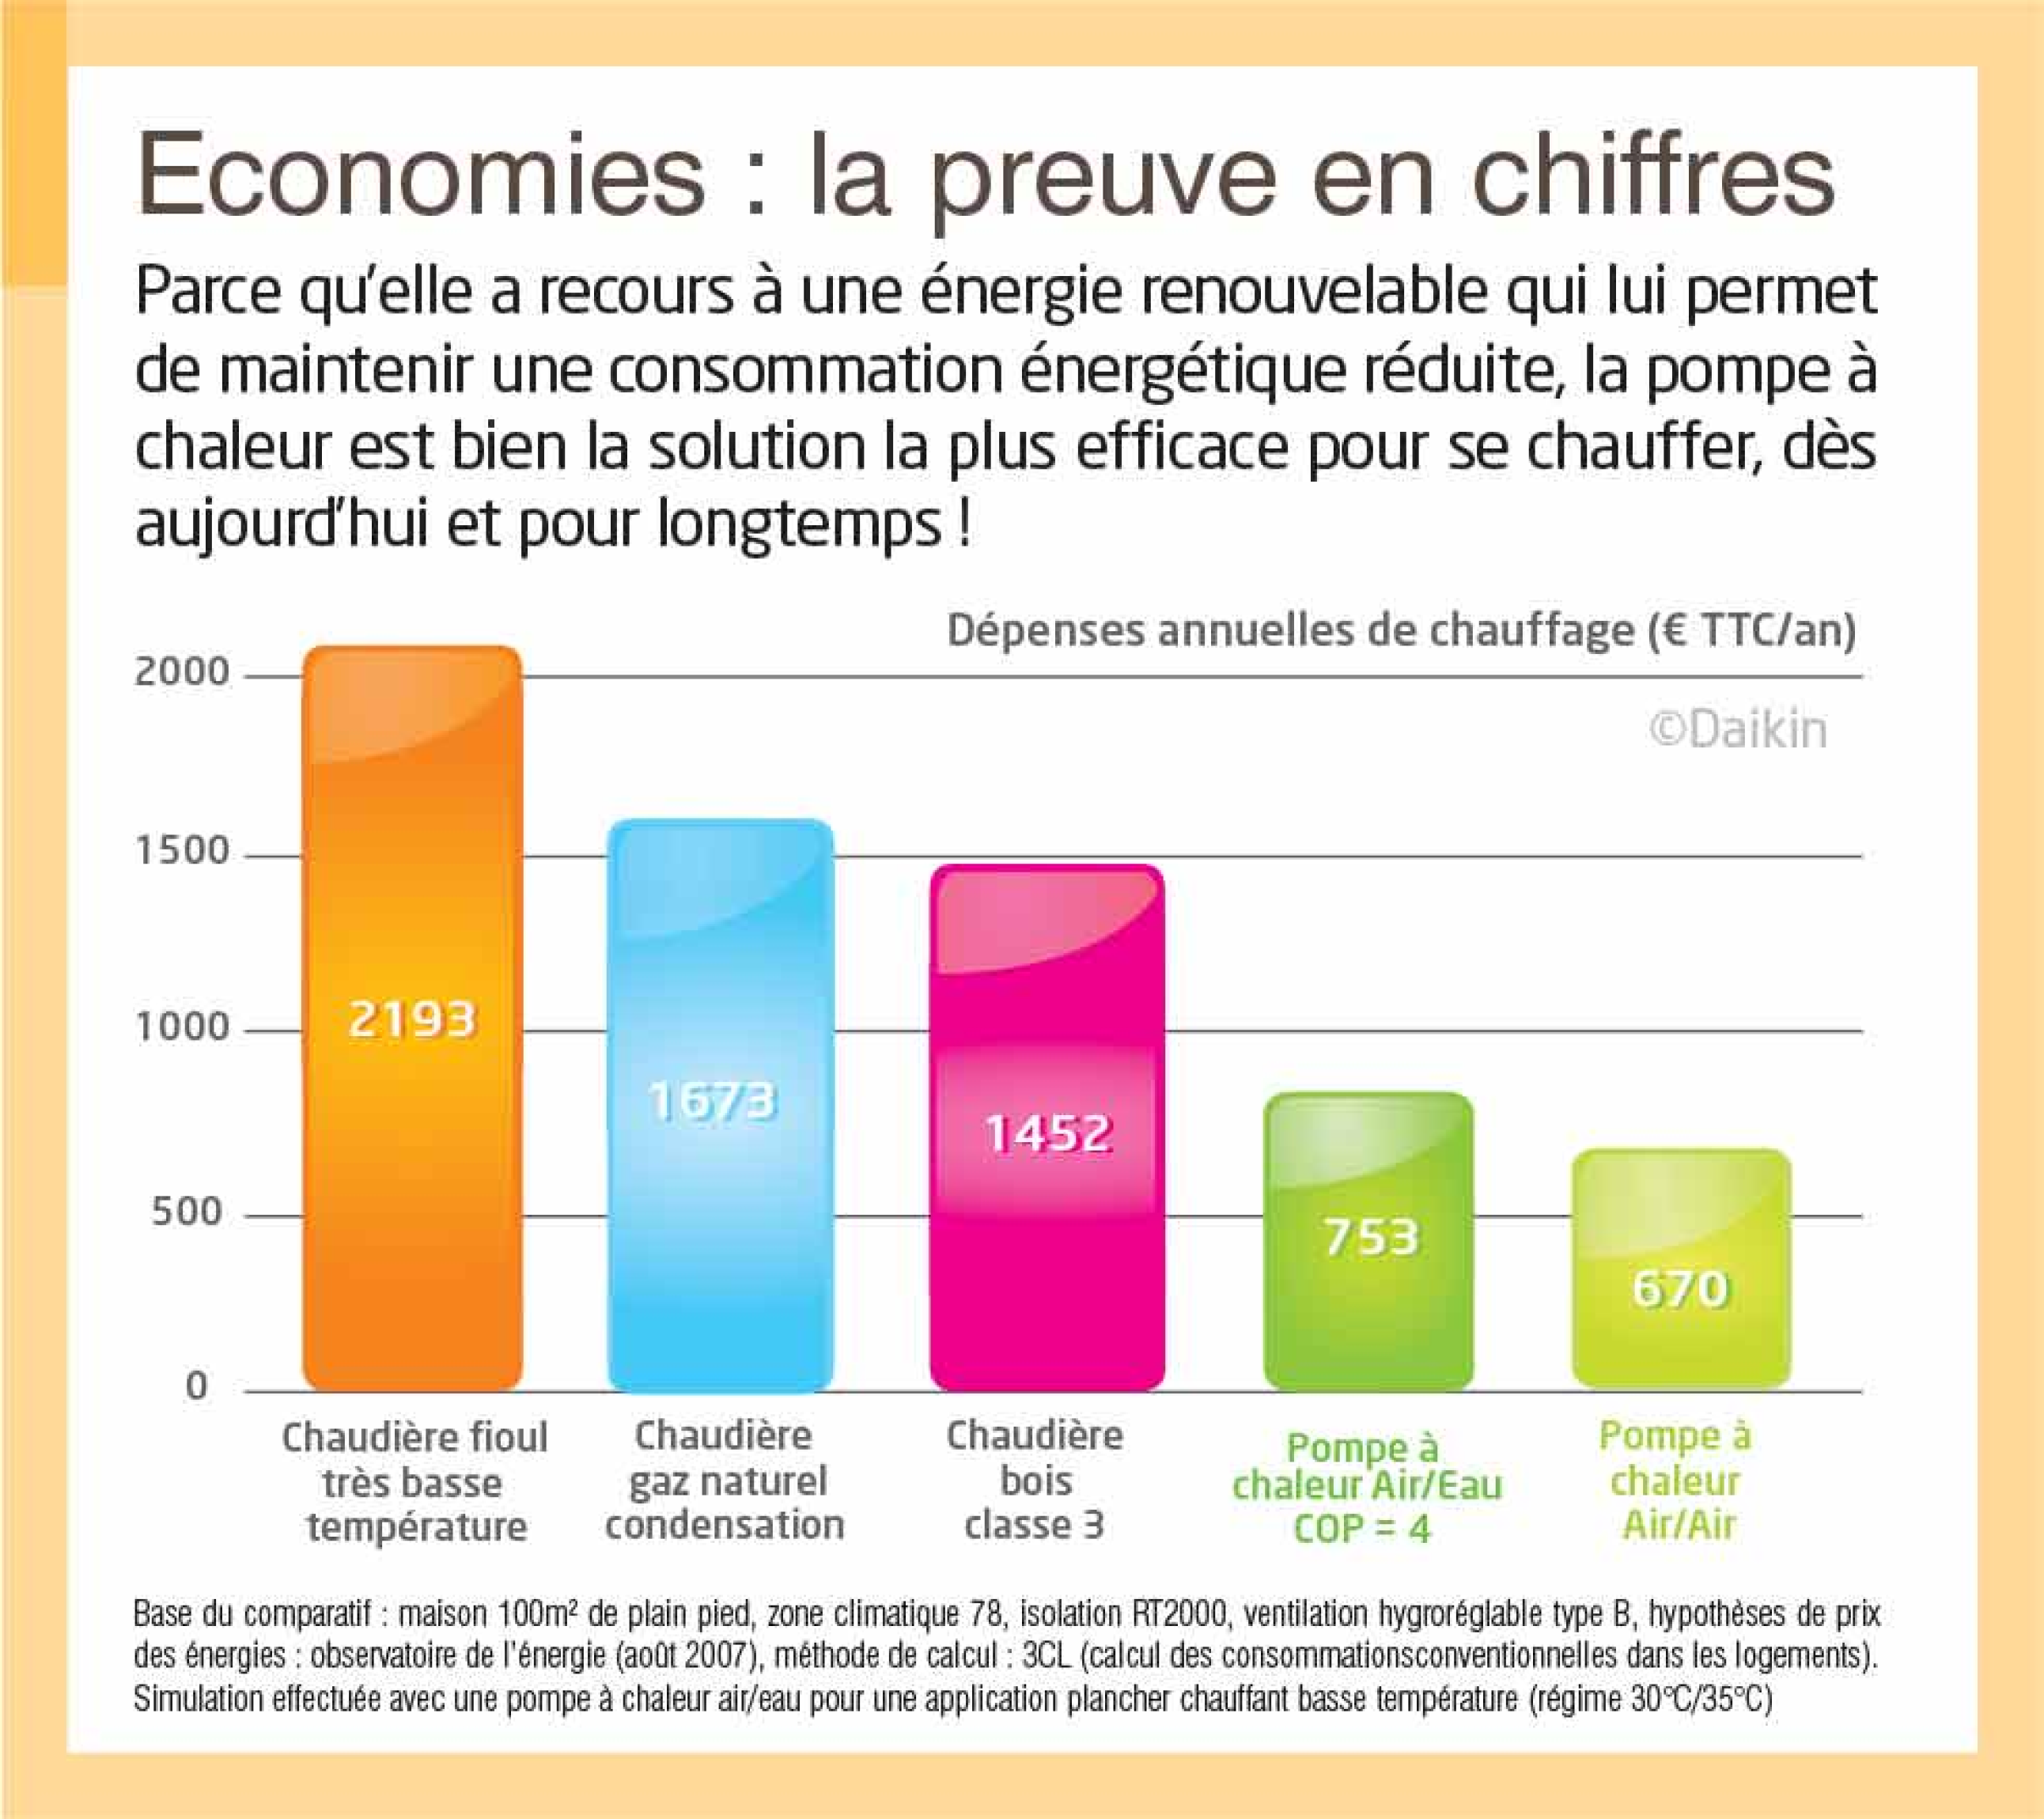 Economies : la preuve en chiffres
Parce qu'elle a recours à une énergie renouvelable qui lui permet
de maintenir une consommation énergétique réduite, la pompe à
chaleur est bien la solution la plus efficace pour se chauffer, dès
aujourd'hui et pour longtemps !
Dépenses annuelles de chauffage (€ TTC/an)
©Daikin
2000
1500
1000
500
0
2193
1673
1452
753
670
Chaudière fioul
très basse
température
Chaudière
gaz naturel
condensation
Chaudière
bois
classe 3
Pompe à
chaleur Air/Eau
COP = 4
Pompe à
chaleur
Air/Air
Base du comparatif : maison 100m² de plain pied, zone climatique 78, isolation RT2000, ventilation hygroréglable type B, hypothèses de prix
des énergies : observatoire de l'énergie (août 2007), méthode de calcul : 3CL (calcul des consommationsconventionnelles dans les logements).
Simulation effectuée avec une pompe à chaleur air/eau pour une application plancher chauffant basse température (régime 30°C/35°C)